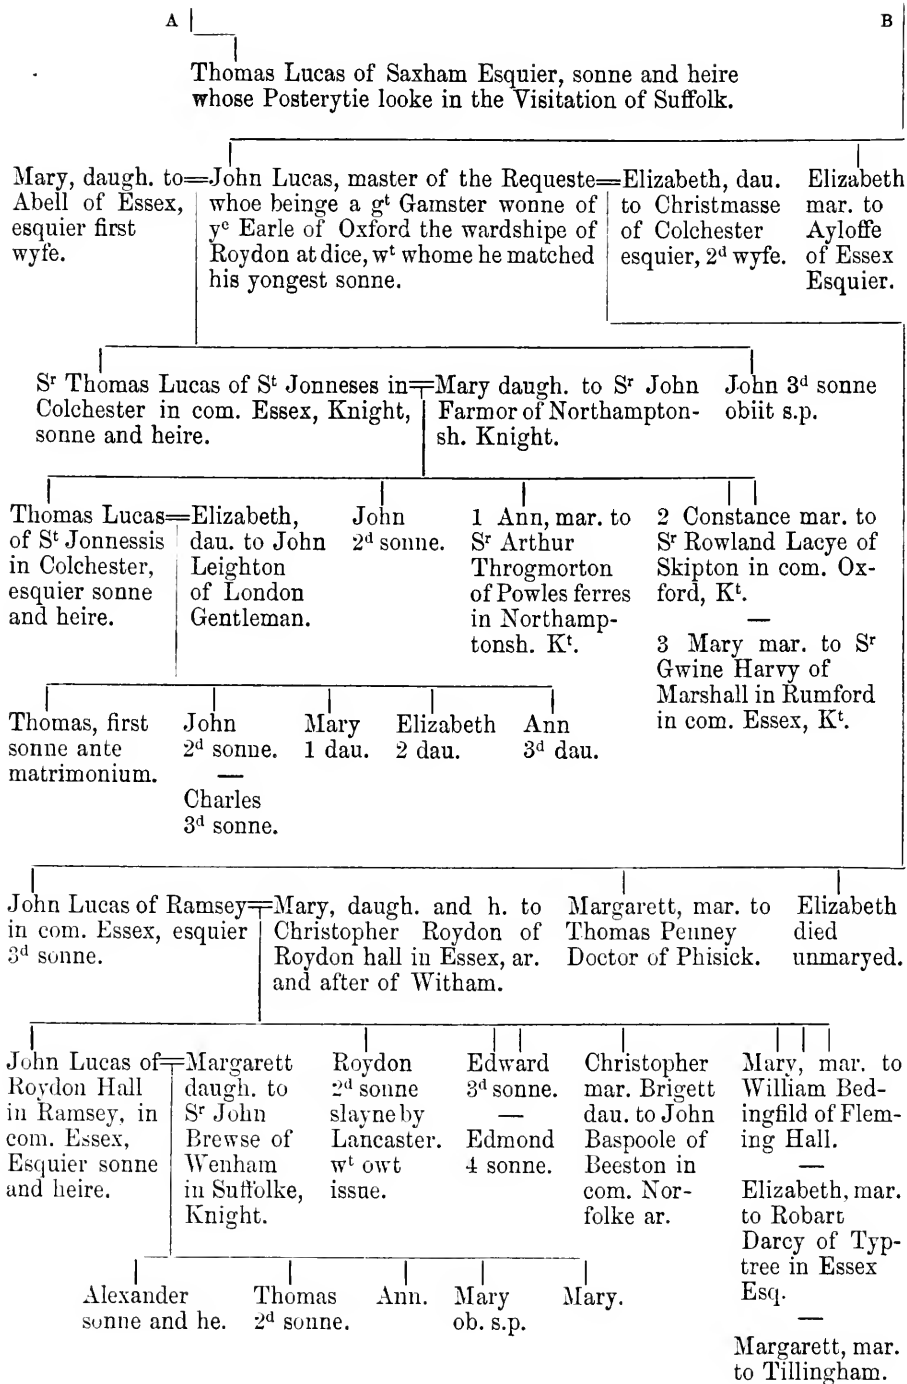 A B
Thomas Lucas of Saxham Esquier, sonne and heire
whose Posterytie looke in the Visitation of Suffolk.
Mary, daugh. to
Abell of Essex,
esquier first
wyfe.
John Lucas, master of the Requeste
whoe beinge a gᵗ Gamster wonne of
yᵉ Earle of Oxford the wardshipe of
Roydon at dice, wᵗ whome he matched
his yongest sonne.
Elizabeth, dau.
to Christmasse
of Colchester
esquier, 2ᵈ wyfe.
Elizabeth
mar. to
Ayloffe
of Essex
Esquier.
Sʳ Thomas Lucas of Sᵗ Jonneses in
Colchester in com. Essex, Knight,
sonne and heire.
Mary daugh. to Sʳ John
Farmor of Northampton-
sh. Knight.
John 3ᵈ sonne
obiit s.p.
Thomas Lucas
of Sᵗ Jonnessis
in Colchester,
esquier sonne
and heire.
Elizabeth,
dau. to John
Leighton
of London
Gentleman.
John
2ᵈ sonne.
1 Ann, mar. to
Sʳ Arthur
Throgmorton
of Powles ferres
in Northamp-
tonsh. Kᵗ.
2 Constance mar. to
Sʳ Rowland Lacye of
Skipton in com. Ox-
ford, Kᵗ.
—
3 Mary mar. to Sʳ
Gwine Harvy of
Marshall in Rumford
in com. Essex, Kᵗ.
Thomas, first
sonne ante
matrimonium.
John
2ᵈ sonne.
—
Charles
3ᵈ sonne.
Mary
1 dau.
Elizabeth
2 dau.
Ann
3ᵈ dau.
John Lucas of Ramsey
in com. Essex, esquier
3ᵈ sonne.
Mary, daugh. and h. to
Christopher Roydon of
Roydon hall in Essex, ar.
and after of Witham.
Margarett, mar. to
Thomas Penney
Doctor of Phisick.
Elizabeth
died
unmaryed.
John Lucas of
Roydon Hall
in Ramsey, in
com. Essex,
Esquier sonne
and heire.
Margarett
daugh. to
Sʳ John
Brewse of
Wenham
in Suffolke,
Knight.
Roydon
2ᵈ sonne
slayne by
Lancaster.
wᵗ owt
issue.
Edward
3ᵈ sonne.
—
Edmond
4 sonne.
Christopher
mar. Brigett
dau. to John
Baspoole of
Beeston in
com. Nor-
folke ar.
Mary, mar. to
William Bed-
ingfild of Flem-
ing Hall.
—
Elizabeth, mar.
to Robart
Darcy of Typ-
tree in Essex
Esq.
—
Margarett, mar.
to Tillingham.
Alexander
sonne and he.
Thomas
2ᵈ sonne.
Ann.
Mary
ob. s.p.
Mary.